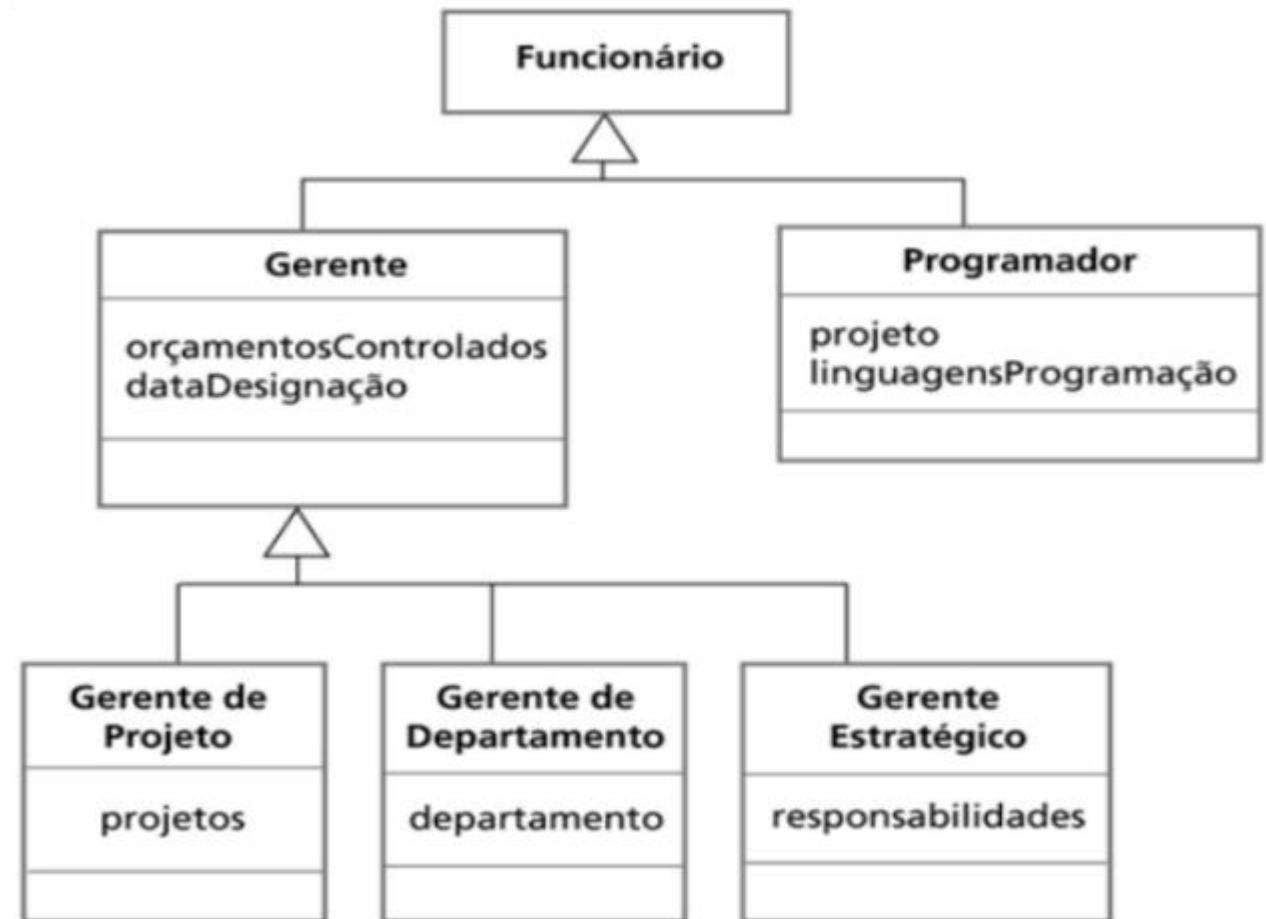 Funcionário
Gerente
orçamentosControlados
dataDesignação
Programador
projeto
linguagensProgramação
Gerente de
Projeto
projetos
Gerente de
Departamento
departamento
Gerente
Estratégico
responsabilidades